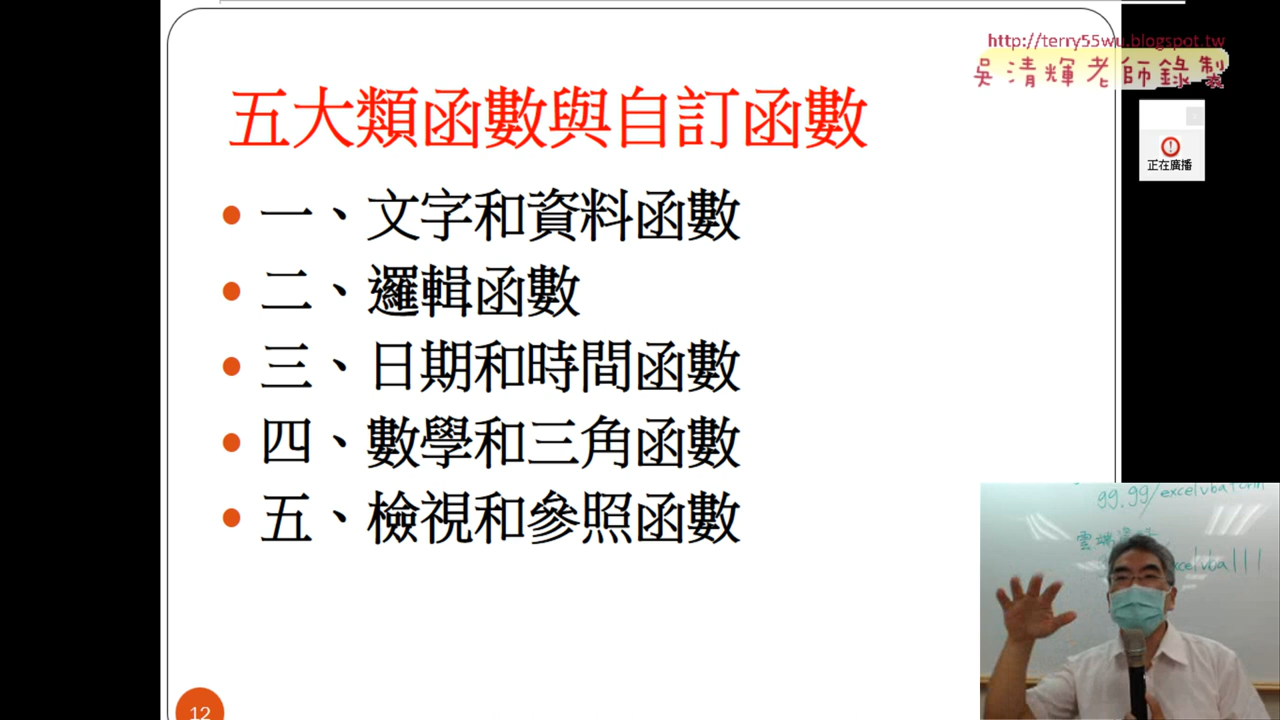 http://terry55wu.blogspot.tw
吳清輝老師錄製
正在廣播
五大類函數與自訂函數
一、文字和資料函數
二、邏輯函數
三、日期和時間函數
四、數學和三角函數
五、檢視和參照函數
12
gg.gg/excelvba
雲端
excelvba111